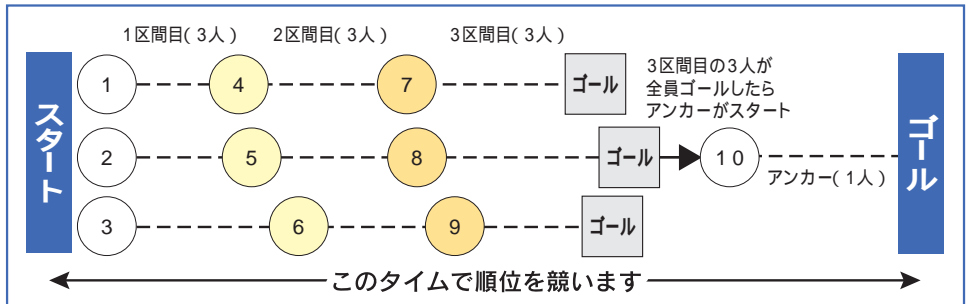 1区間目(3人) 2区間目(3人) 3区間目(3人)
スタート
1 4 7 ゴール
3区間目の3人が
全員ゴールしたら
アンカーがスタート
2 5 8 ゴール 10
アンカー(1人)
3 6 9 ゴール
ゴール
このタイムで順位を競います